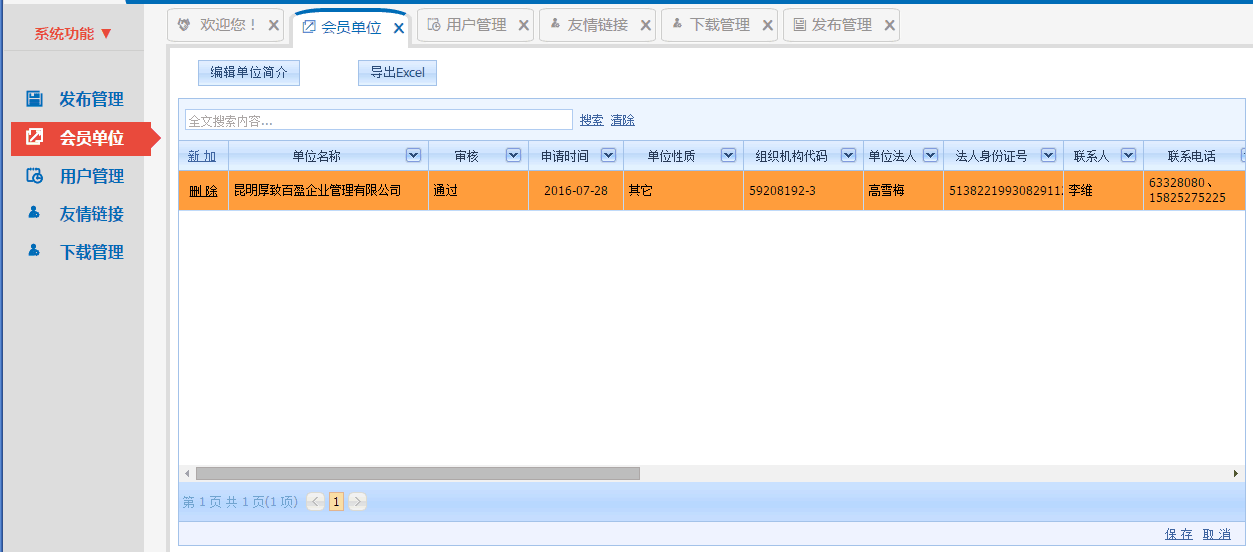 系统功能 ▼
发布管理
会员单位
用户管理
友情链接
下载管理
欢迎您！ X 会员单位 X 用户管理 X 友情链接 X 下载管理 X 发布管理 X
编辑单位简介 导出Excel
全文搜索内容... 搜索 清除
新 加 单位名称 审核 申请时间 单位性质 组织机构代码 单位法人 法人身份证号 联系人 联系电话
删 除 昆明厚致百盈企业管理有限公司 通过 2016-07-28 其它 59208192-3 高雪梅 51382219930829112 李维 63328080、
15825275225
第 1 页 共 1 页(1 项) < 1 >
保 存 取 消